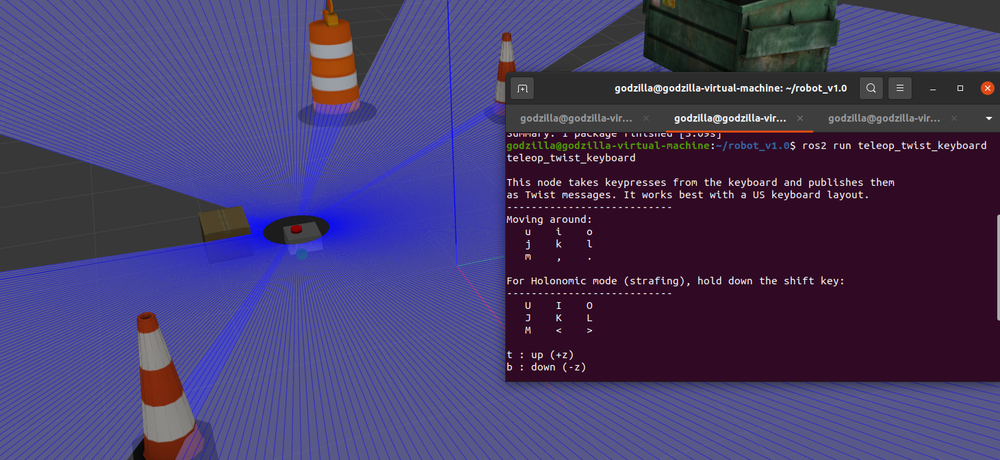 godzilla@godzilla-virtual-machine: ~/robot_v1.0
godzilla@godzilla-vir... × godzilla@godzilla-vir... × godzilla@godzilla-vir... ×
Summary: 1 package finished [3.09s]
godzilla@godzilla-virtual-machine:~/robot_v1.0$ ros2 run teleop_twist_keyboard
teleop_twist_keyboard
This node takes keypresses from the keyboard and publishes them
as Twist messages. It works best with a US keyboard layout.
---------------------------
Moving around:
u i o
j k l
m , .
For Holonomic mode (strafing), hold down the shift key:
---------------------------
U I O
J K L
M < >
t : up (+z)
b : down (-z)